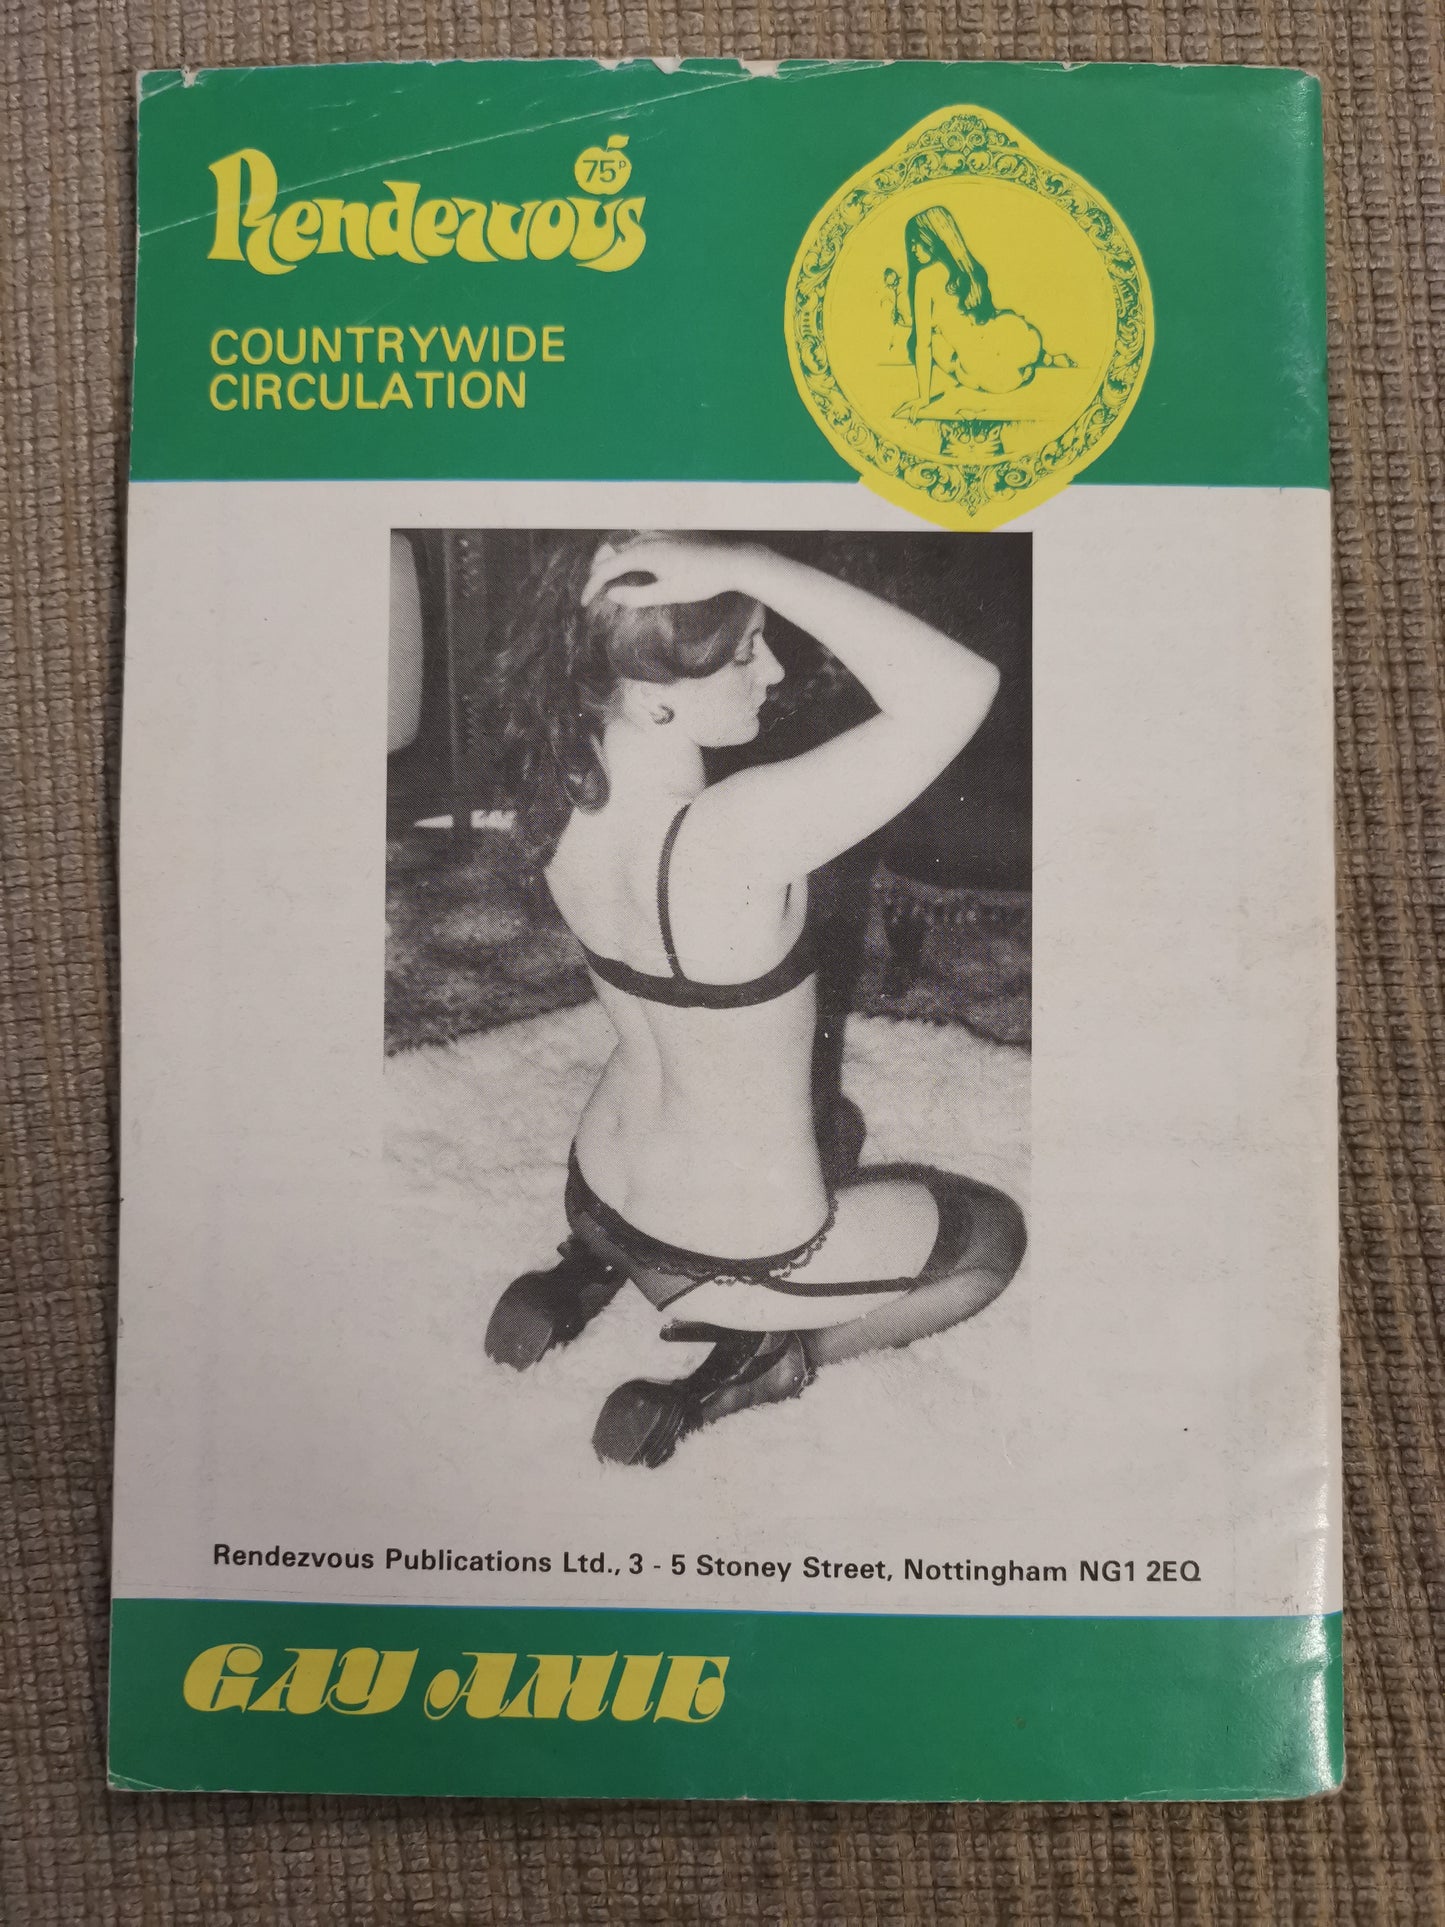 Rendezvous
75p
COUNTRYWIDE
CIRCULATION
Rendezvous Publications Ltd., 3 - 5 Stoney Street, Nottingham NG1 2EQ
GAY AMIE